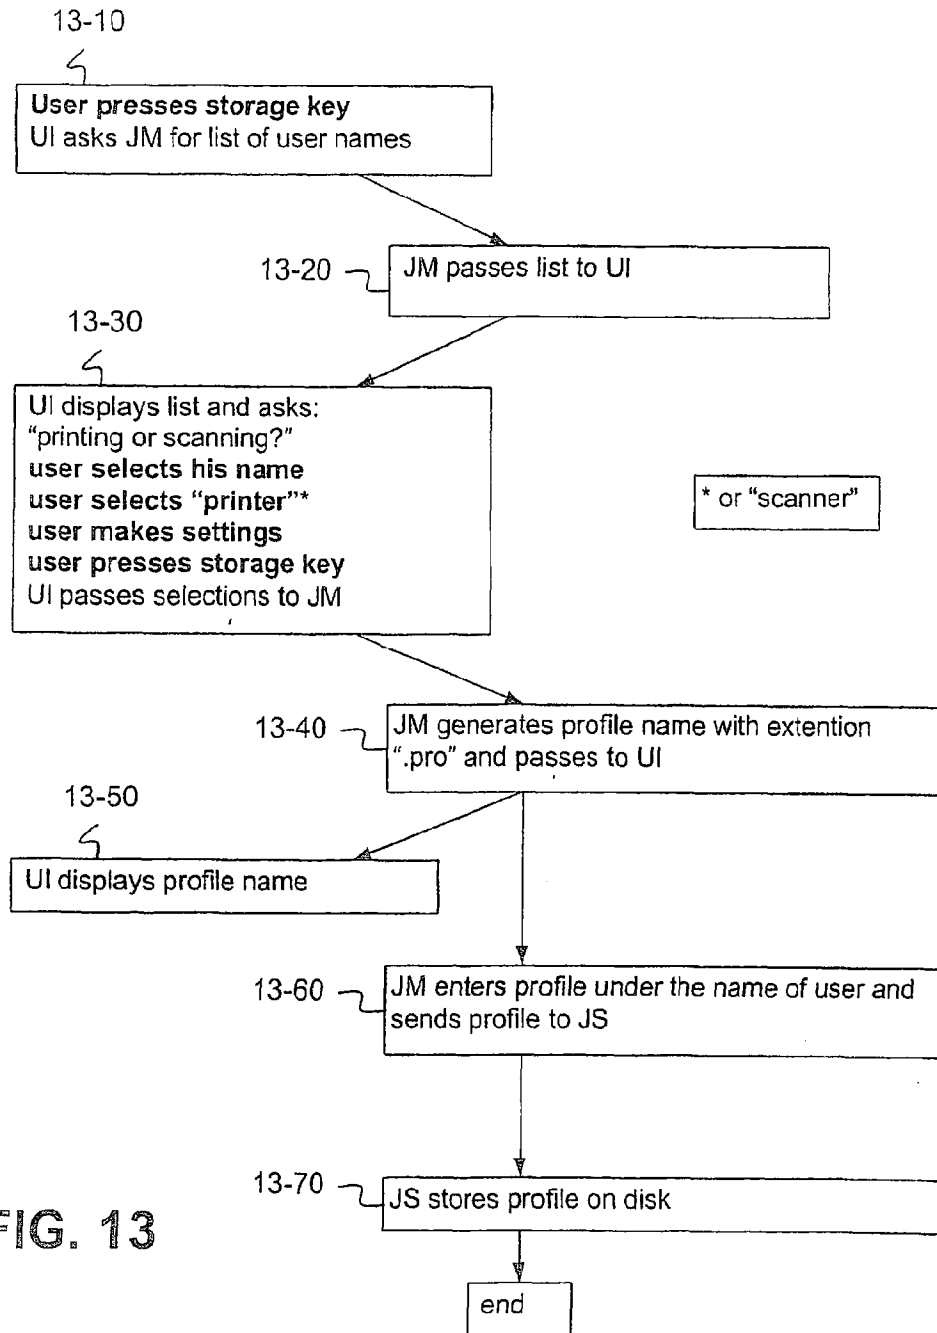 13-10
User presses storage key
UI asks JM for list of user names
13-20
JM passes list to UI
13-30
UI displays list and asks:
"printing or scanning?"
user selects his name
user selects "printer"*
user makes settings
user presses storage key
UI passes selections to JM
* or "scanner"
13-40
JM generates profile name with extention
".pro" and passes to UI
13-50
UI displays profile name
13-60
JM enters profile under the name of user and
sends profile to JS
13-70
JS stores profile on disk
FIG. 13
end